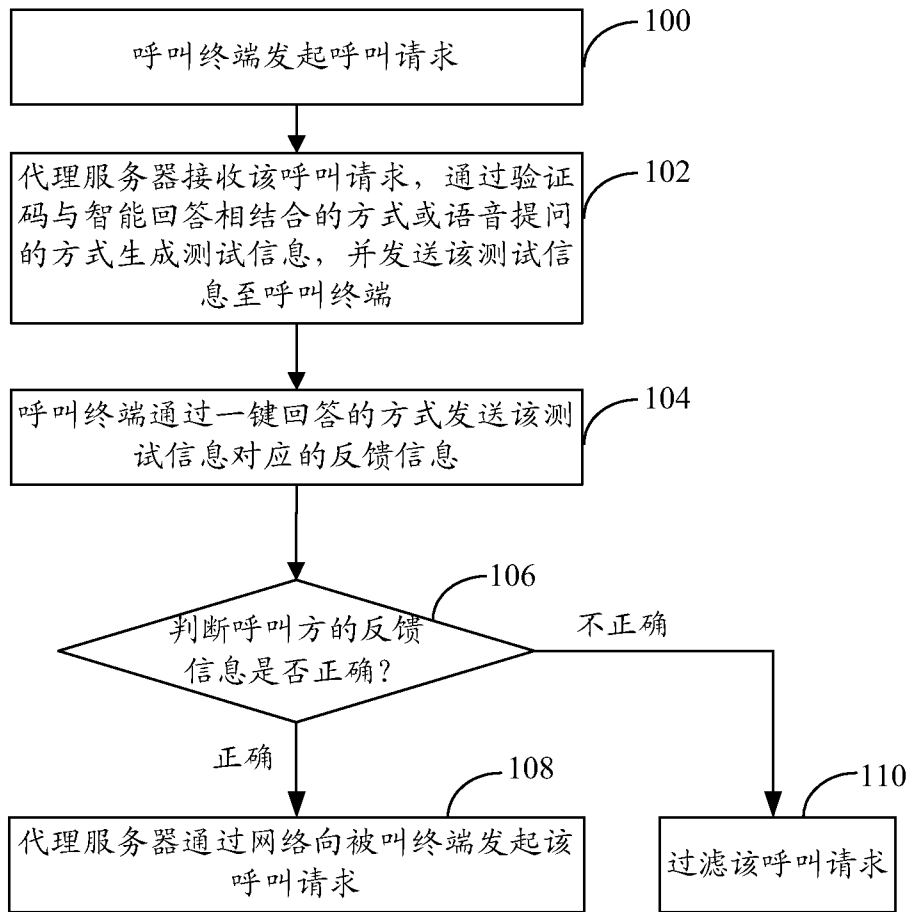 呼叫终端发起呼叫请求
100
代理服务器接收该呼叫请求，通过验证
码与智能回答相结合的方式或语音提问
的方式生成测试信息，并发送该测试信
息至呼叫终端
102
呼叫终端通过一键回答的方式发送该测
试信息对应的反馈信息
104
106
判断呼叫方的反馈
信息是否正确？
不正确
正确
108
110
代理服务器通过网络向被叫终端发起该
呼叫请求
过滤该呼叫请求